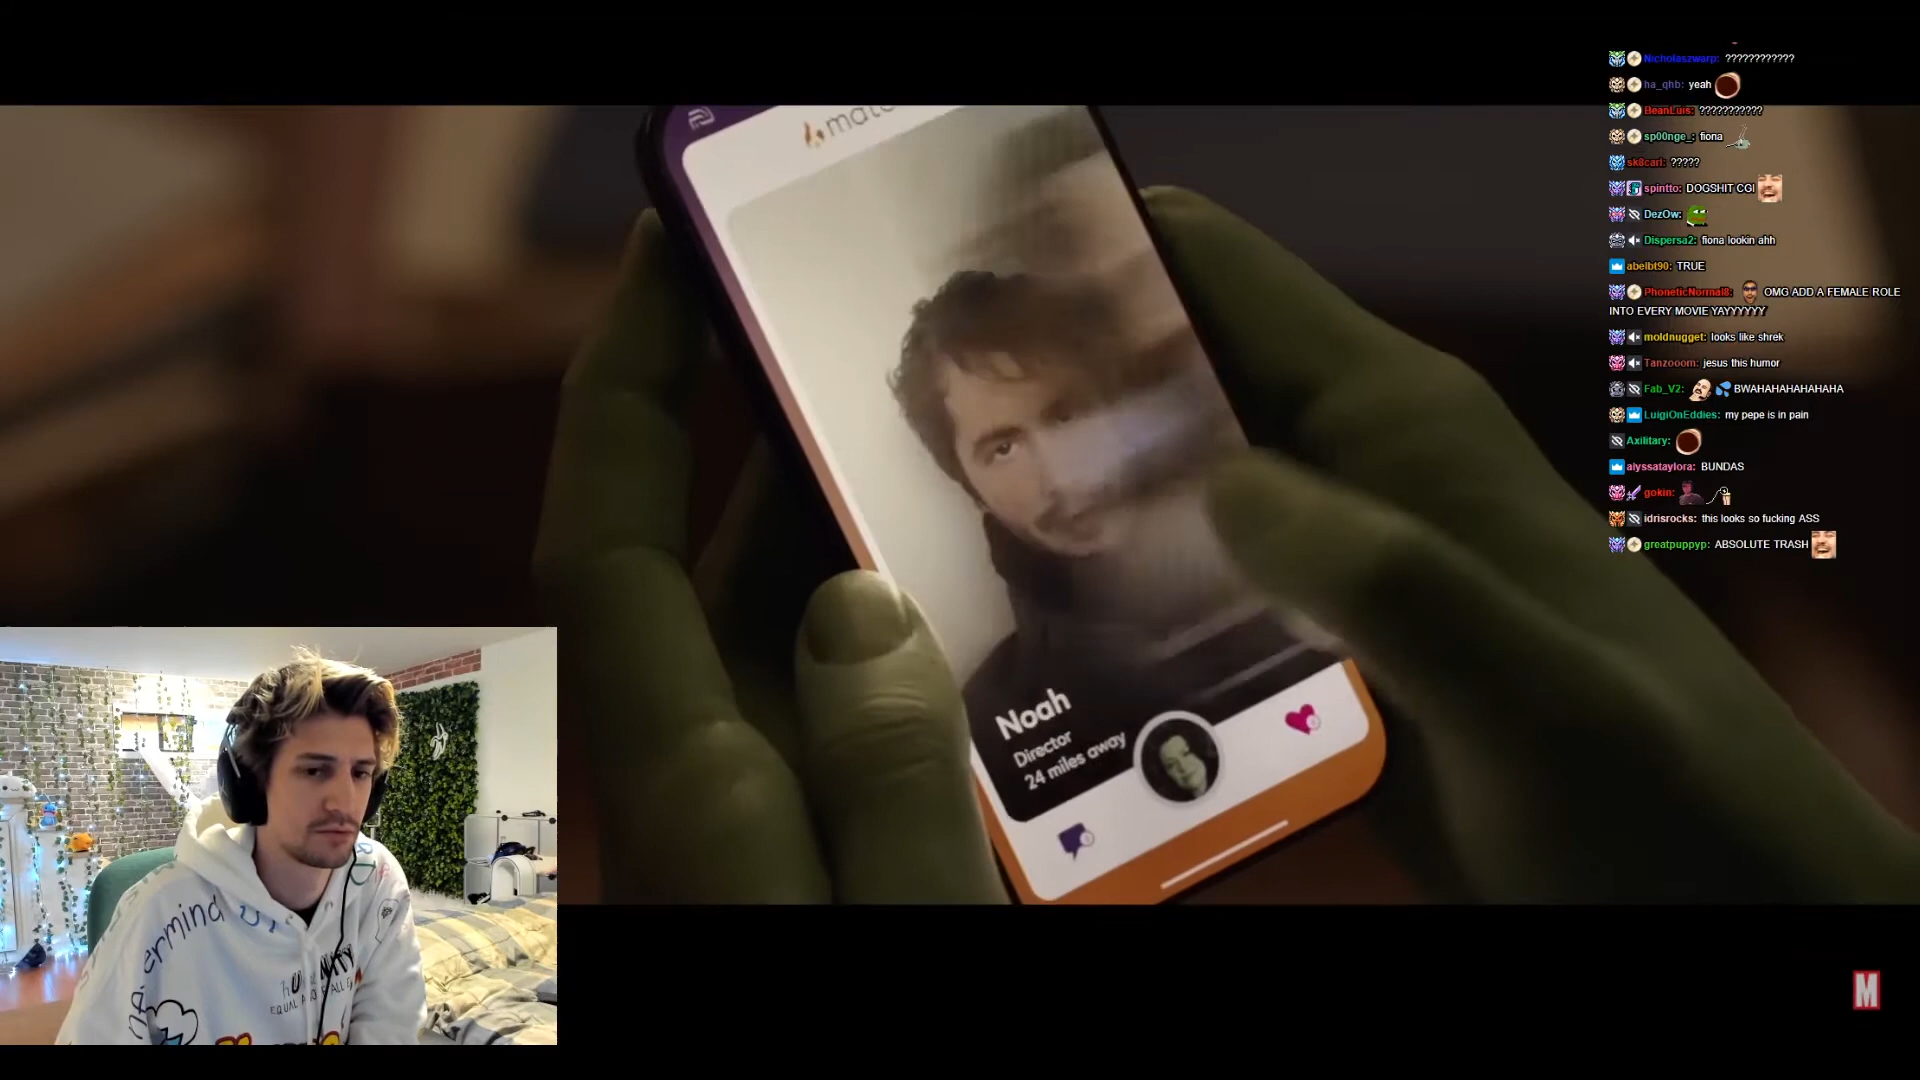 Nicholaszwarp: ????????????
ha_qhb: yeah
BeanLuis: ???????????
sp00nge_: fiona
sk8carl: ?????
spintto: DOGSHIT CGI
DezOw:
Dispersa2: fiona lookin ahh
abelbt90: TRUE
PhoneticNormal8: OMG ADD A FEMALE ROLE
INTO EVERY MOVIE YAYYYYYY
moldnugget: looks like shrek
Tanzooom: jesus this humor
Fab_V2: BWAHAHAHAHAHAHA
LuigiOnEddies: my pepe is in pain
Axilitary:
alyssataylora: BUNDAS
gokin:
idrisrocks: this looks so fucking ASS
greatpuppyp: ABSOLUTE TRASH
Noah
Director
24 miles away
EQUAL
M